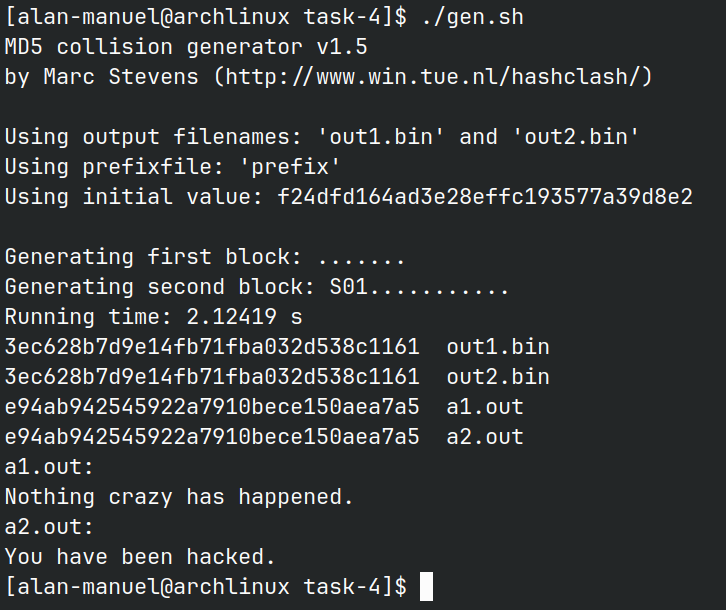 [alan-manuel@archlinux task-4]$ ./gen.sh
MD5 collision generator v1.5
by Marc Stevens (http://www.win.tue.nl/hashclash/)
Using output filenames: 'out1.bin' and 'out2.bin'
Using prefixfile: 'prefix'
Using initial value: f24dfd164ad3e28effc193577a39d8e2
Generating first block: .......
Generating second block: S01...........
Running time: 2.12419 s
3ec628b7d9e14fb71fba032d538c1161  out1.bin
3ec628b7d9e14fb71fba032d538c1161  out2.bin
e94ab942545922a7910bece150aea7a5  a1.out
e94ab942545922a7910bece150aea7a5  a2.out
a1.out:
Nothing crazy has happened.
a2.out:
You have been hacked.
[alan-manuel@archlinux task-4]$